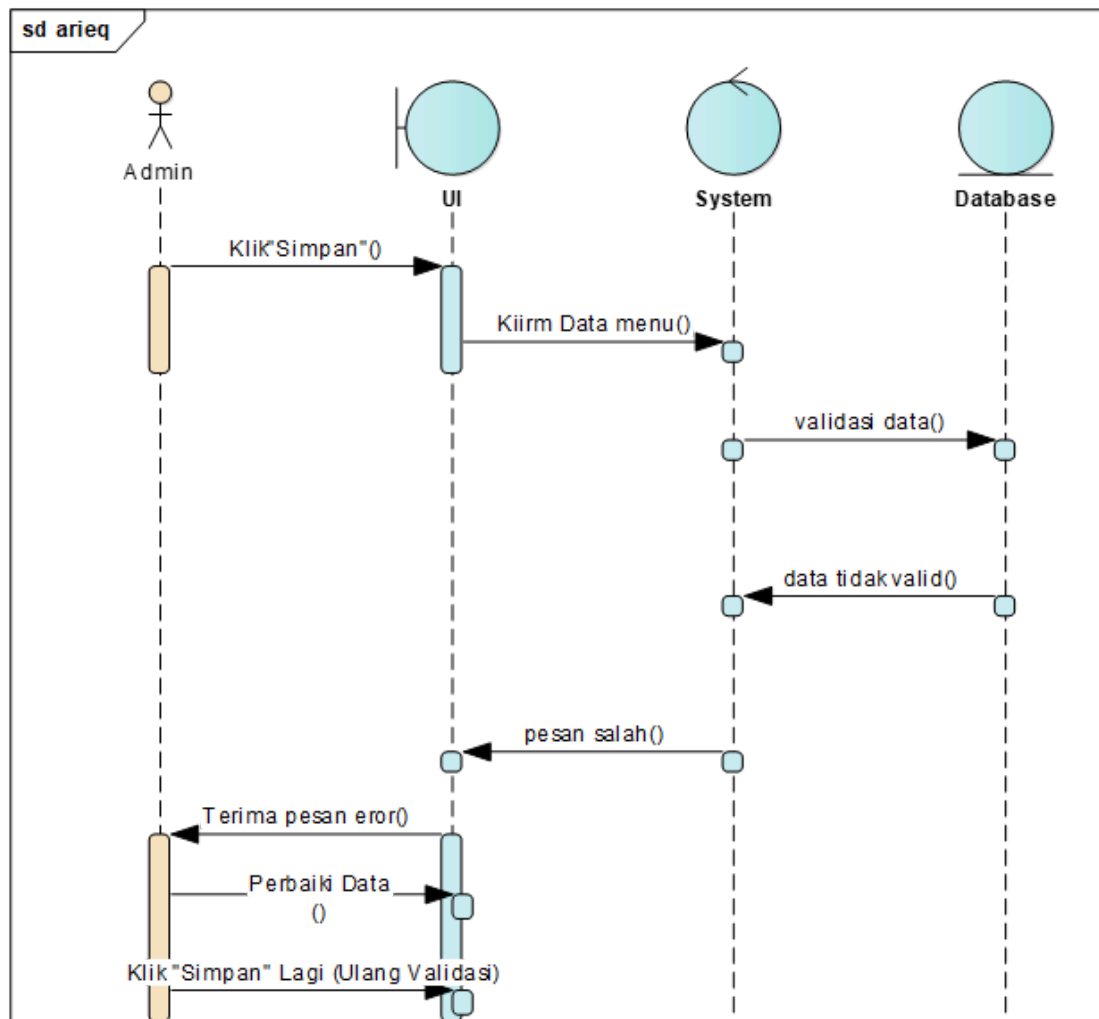 sd arieq
Admin
UI
System
Database
Klik"Simpan"()
Kiirm Data menu()
validasi data()
data tidak valid()
pesan salah()
Terima pesan eror()
Perbaiki Data
()
Klik "Simpan" Lagi (Ulang Validasi)